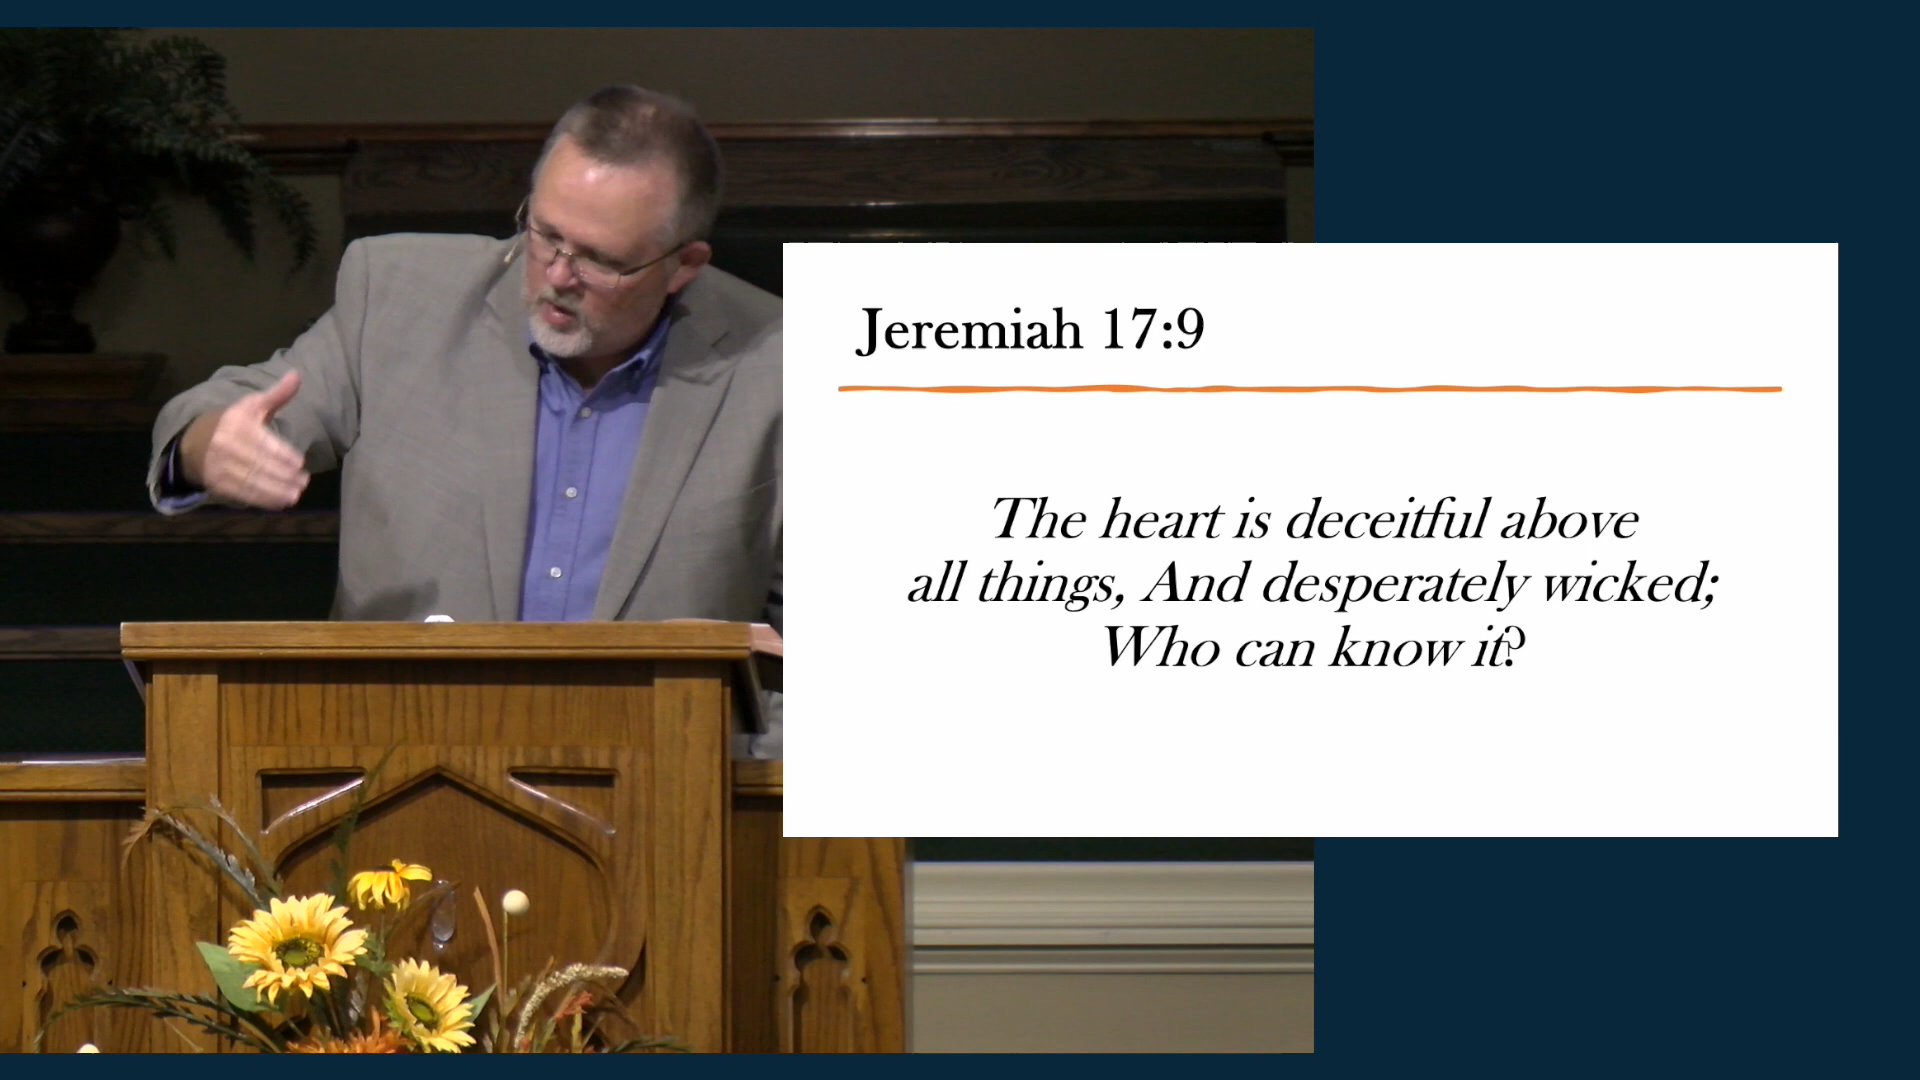 Jeremiah 17:9
The heart is deceitful above
all things, And desperately wicked;
Who can know it?